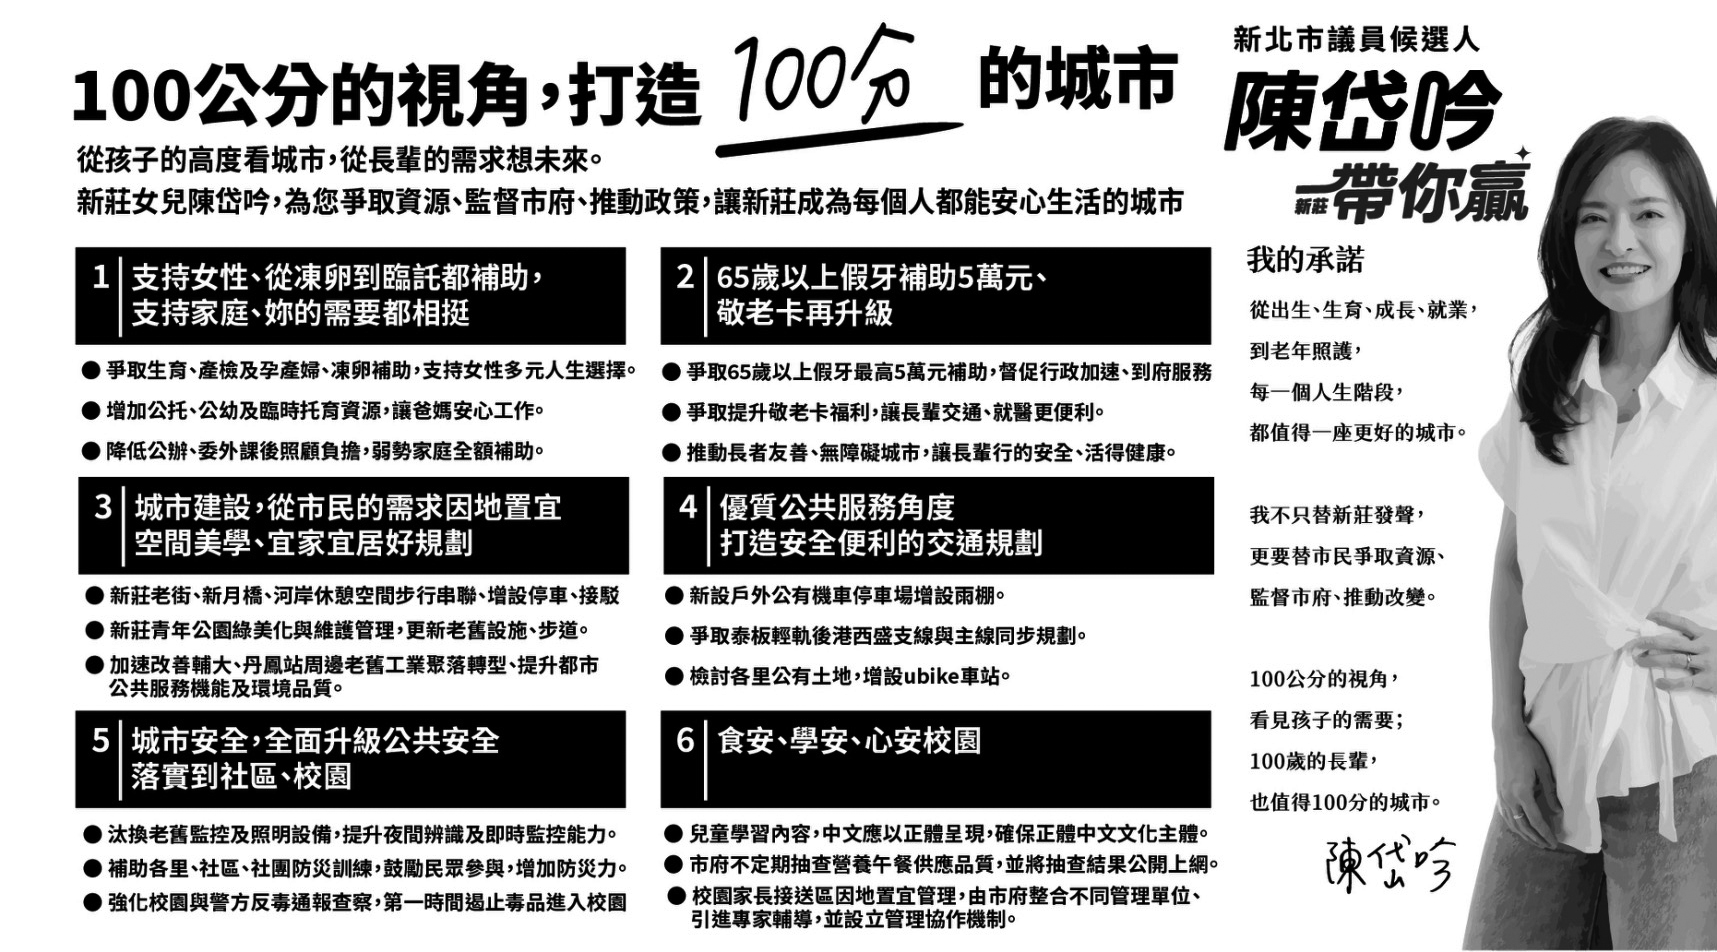 100公分的視角，打造100分的城市
從孩子的高度看城市，從長輩的需求想未來。
新莊女兒陳岱吟，為您爭取資源、監督市府、推動政策，讓新莊成為每個人都能安心生活的城市
1 支持女性、從凍卵到臨託都補助，
支持家庭、妳的需要都相挺
● 爭取生育、產檢及孕產婦、凍卵補助，支持女性多元人生選擇。
● 增加公托、公幼及臨時托育資源，讓爸媽安心工作。
● 降低公辦、委外課後照顧負擔，弱勢家庭全額補助。
2 65歲以上假牙補助5萬元、
敬老卡再升級
● 爭取65歲以上假牙最高5萬元補助，督促行政加速、到府服務
● 爭取提升敬老卡福利，讓長輩交通、就醫更便利。
● 推動長者友善、無障礙城市，讓長輩行的安全、活得健康。
3 城市建設，從市民的需求因地置宜
空間美學、宜家宜居好規劃
● 新莊老街、新月橋、河岸休憩空間步行串聯、增設停車、接駁
● 新莊青年公園綠美化與維護管理，更新老舊設施、步道。
● 加速改善輔大、丹鳳站周邊老舊工業聚落轉型、提升都市
公共服務機能及環境品質。
4 優質公共服務角度
打造安全便利的交通規劃
● 新設戶外公有機車停車場增設雨棚。
● 爭取泰板輕軌後港西盛支線與主線同步規劃。
● 檢討各里公有土地，增設ubike車站。
5 城市安全，全面升級公共安全
落實到社區、校園
● 汰換老舊監控及照明設備，提升夜間辨識及即時監控能力。
● 補助各里、社區、社團防災訓練，鼓勵民眾參與，增加防災力。
● 強化校園與警方反毒通報查察，第一時間遏止毒品進入校園
6 食安、學安、心安校園
● 兒童學習內容，中文應以正體呈現，確保正體中文文化主體。
● 市府不定期抽查營養午餐供應品質，並將抽查結果公開上網。
● 校園家長接送區因地置宜管理，由市府整合不同管理單位、
引進專家輔導，並設立管理協作機制。
新北市議員候選人
陳岱吟
新莊 帶你贏
我的承諾
從出生、生育、成長、就業，
到老年照護，
每一個人生階段，
都值得一座更好的城市。
我不只替新莊發聲，
更要替市民爭取資源、
監督市府、推動改變。
100公分的視角，
看見孩子的需要；
100歲的長輩，
也值得100分的城市。
陳岱吟